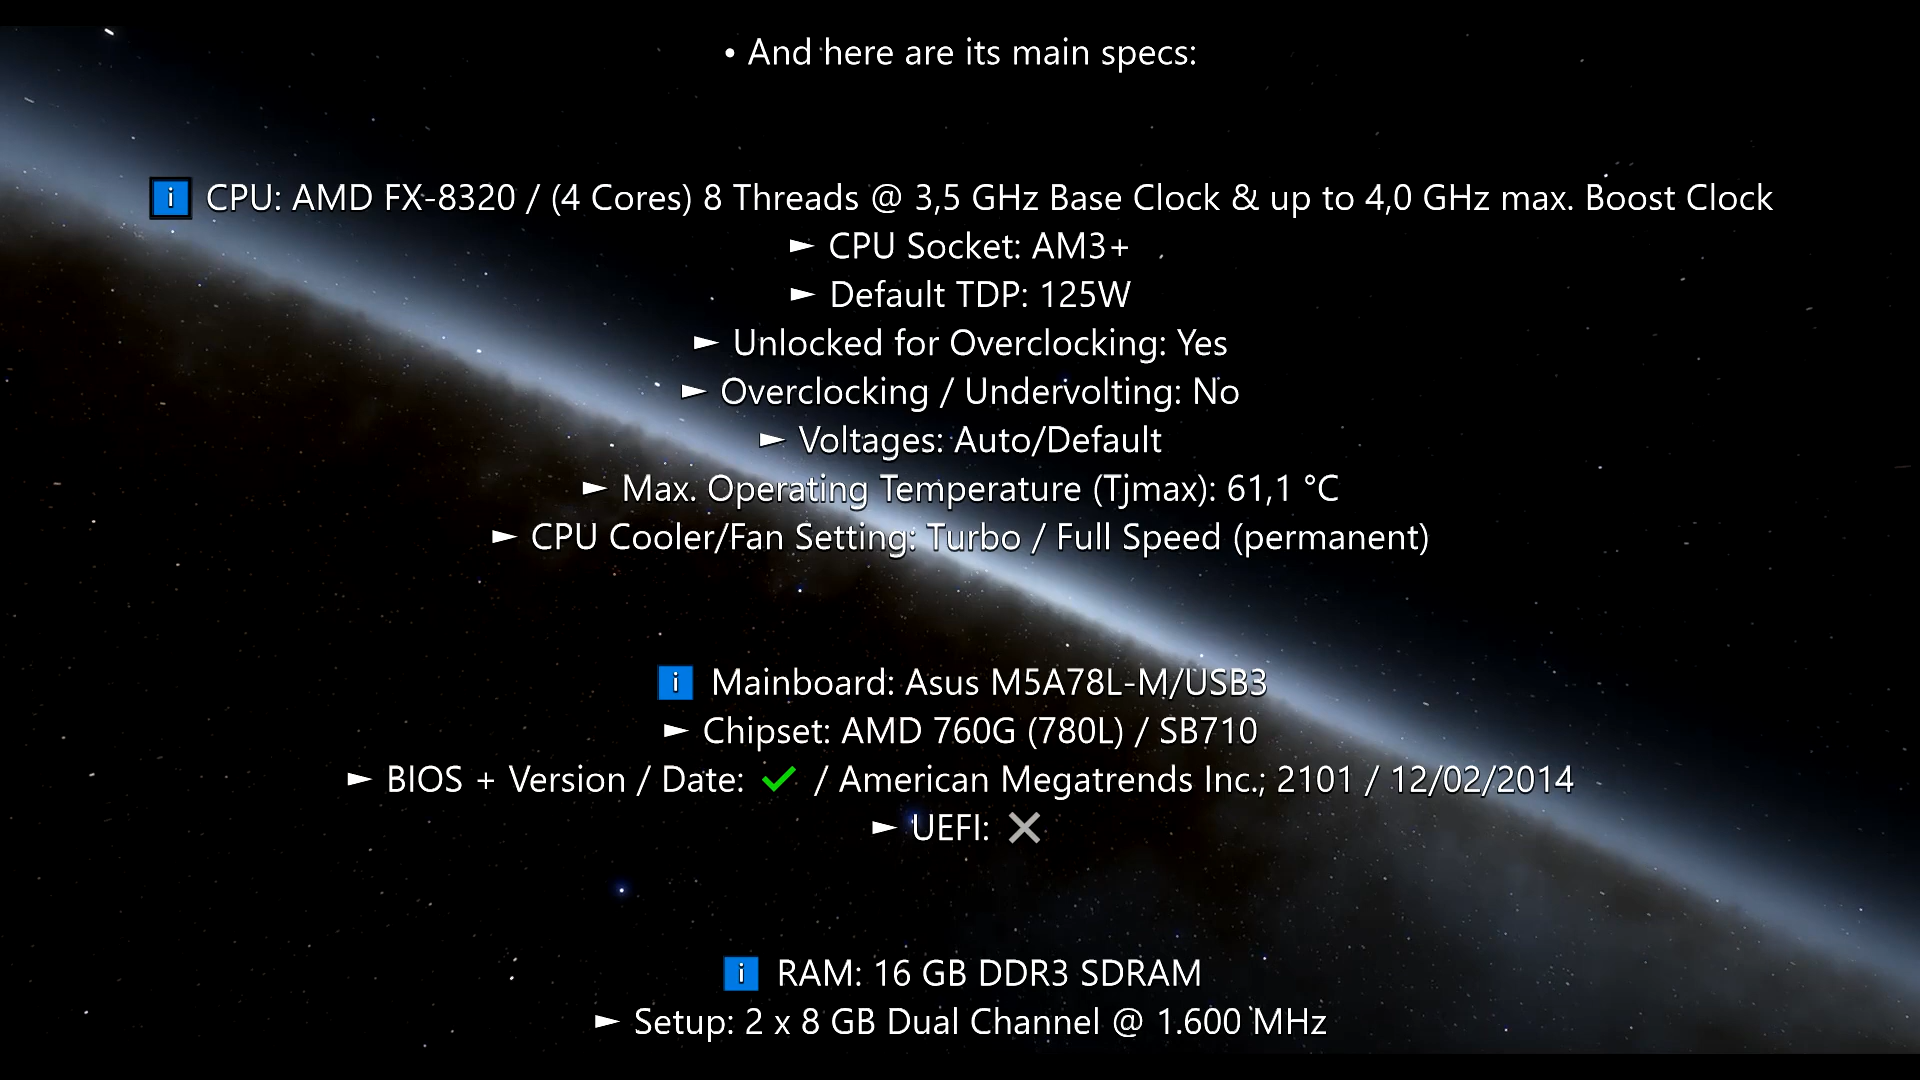 • And here are its main specs:
i CPU: AMD FX-8320 / (4 Cores) 8 Threads @ 3,5 GHz Base Clock & up to 4,0 GHz max. Boost Clock
► CPU Socket: AM3+
► Default TDP: 125W
► Unlocked for Overclocking: Yes
► Overclocking / Undervolting: No
► Voltages: Auto/Default
► Max. Operating Temperature (Tjmax): 61,1 °C
► CPU Cooler/Fan Setting: Turbo / Full Speed (permanent)
i Mainboard: Asus M5A78L-M/USB3
► Chipset: AMD 760G (780L) / SB710
► BIOS + Version / Date: ✓ / American Megatrends Inc.; 2101 / 12/02/2014
► UEFI: ✕
i RAM: 16 GB DDR3 SDRAM
► Setup: 2 x 8 GB Dual Channel @ 1.600 MHz